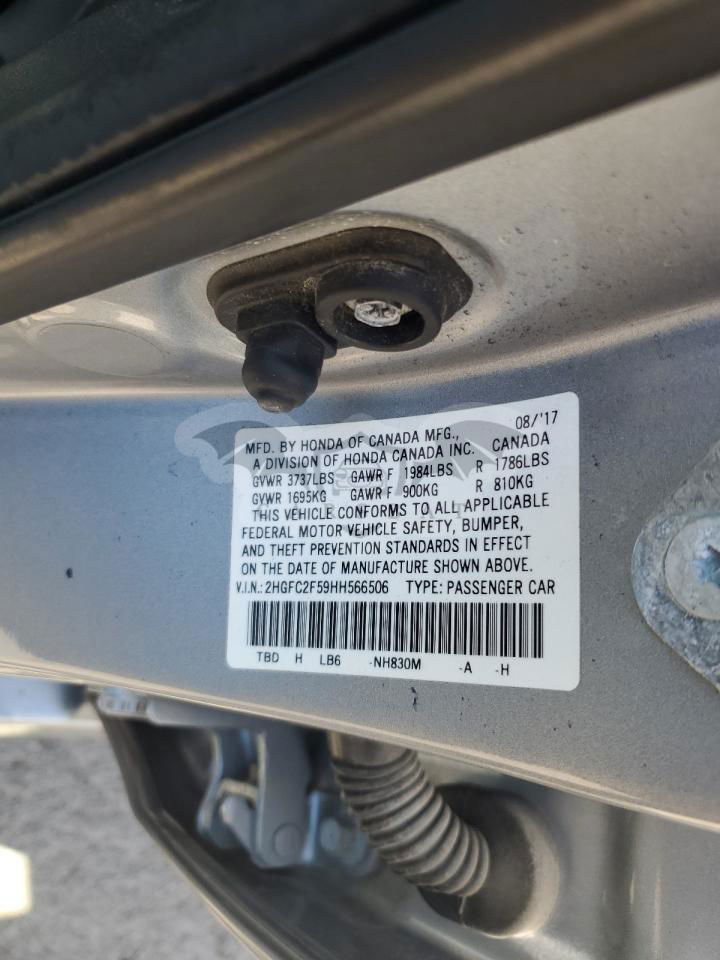 08/'17
MFD. BY HONDA OF CANADA MFG.,
A DIVISION OF HONDA CANADA INC. CANADA
GVWR 3737LBS GAWR F 1984LBS R 1786LBS
GVWR 1695KG GAWR F 900KG R 810KG
THIS VEHICLE CONFORMS TO ALL APPLICABLE
FEDERAL MOTOR VEHICLE SAFETY, BUMPER,
AND THEFT PREVENTION STANDARDS IN EFFECT
ON THE DATE OF MANUFACTURE SHOWN ABOVE.
V.I.N.: 2HGFC2F59HH566506 TYPE: PASSENGER CAR
TBD H LB6 -NH830M -A -H